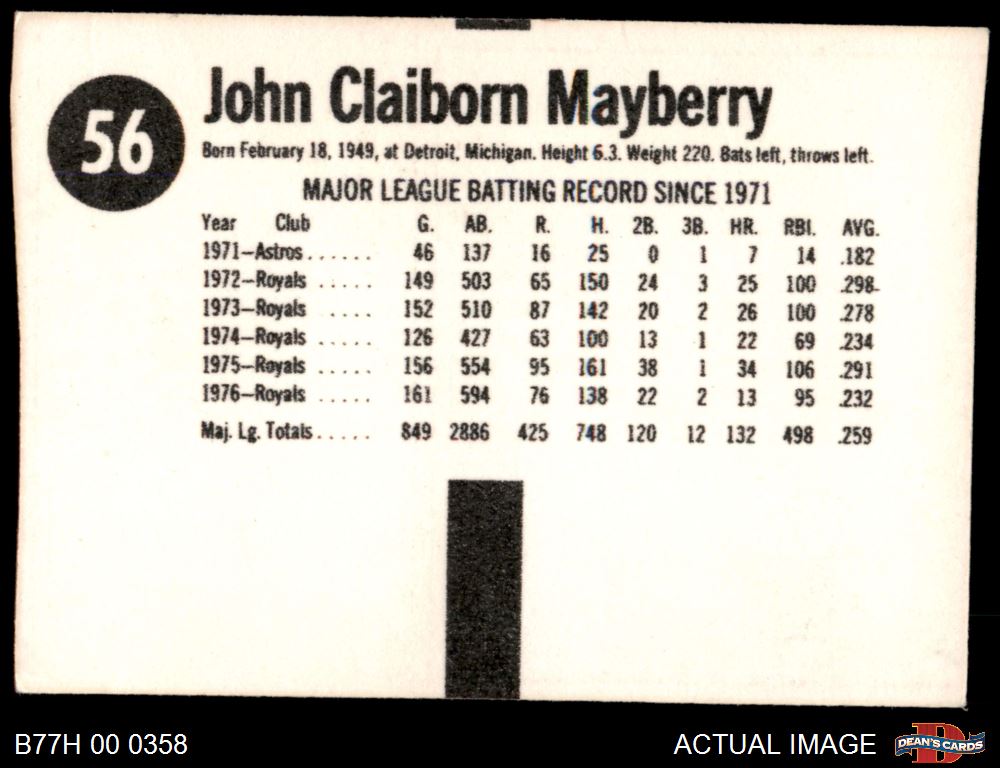 56
John Claiborn Mayberry
Born February 18, 1949, at Detroit, Michigan. Height 6.3. Weight 220. Bats left, throws left.
MAJOR LEAGUE BATTING RECORD SINCE 1971
Year Club G. AB. R. H. 2B. 3B. HR. RBI. AVG.
1971—Astros...... 46 137 16 25 0 1 7 14 .182
1972—Royals ..... 149 503 65 150 24 3 25 100 .298
1973—Royals ..... 152 510 87 142 20 2 26 100 .278
1974—Royals ..... 126 427 63 100 13 1 22 69 .234
1975—Royals ..... 156 554 95 161 38 1 34 106 .291
1976—Royals ..... 161 594 76 138 22 2 13 95 .232
Maj. Lg. Totals..... 849 2886 425 748 120 12 132 498 .259
B77H 00 0358
ACTUAL IMAGE
D
DEAN'S CARDS